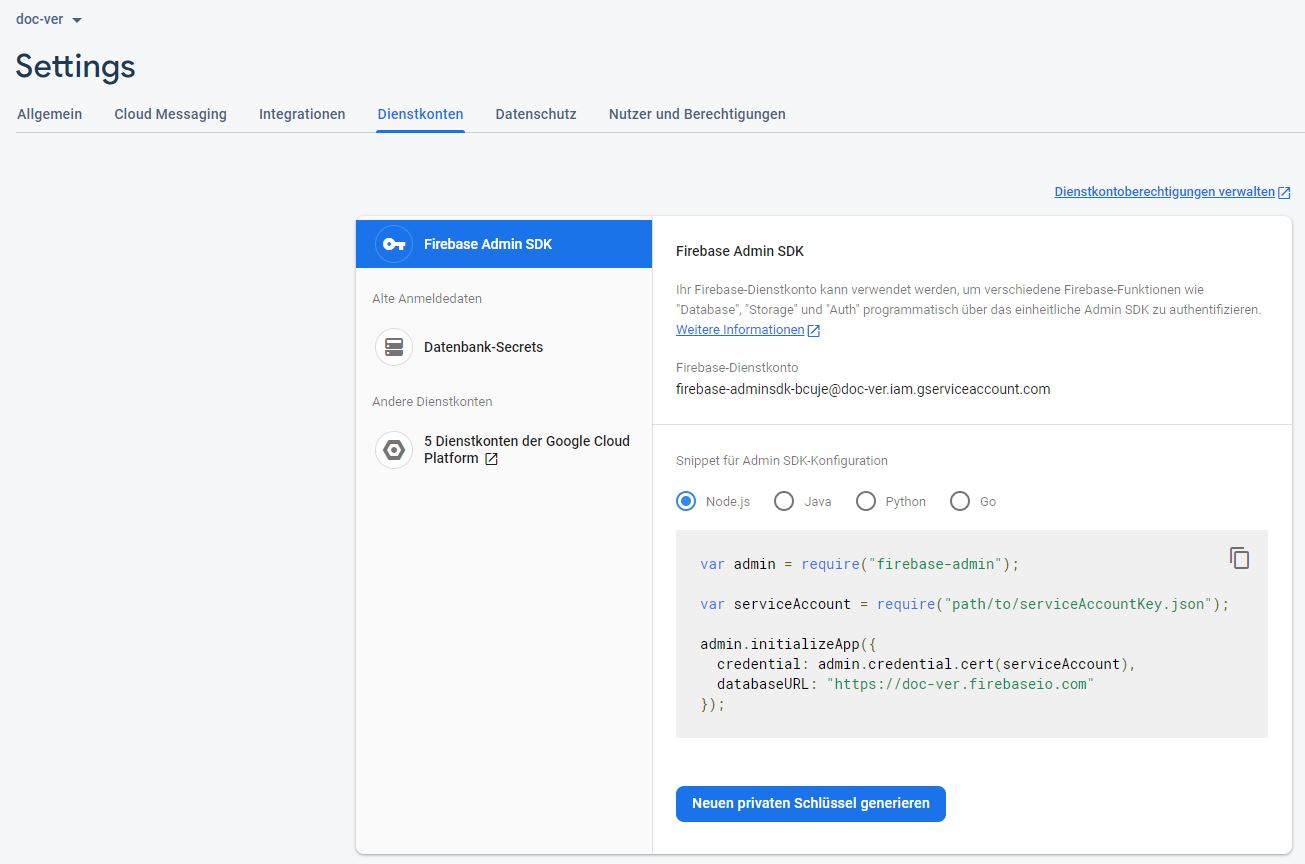 doc-ver
Settings
Allgemein Cloud Messaging Integrationen Dienstkonten Datenschutz Nutzer und Berechtigungen
Dienstkontoberechtigungen verwalten
Firebase Admin SDK
Alte Anmeldedaten
Datenbank-Secrets
Andere Dienstkonten
5 Dienstkonten der Google Cloud
Platform
Firebase Admin SDK
Ihr Firebase-Dienstkonto kann verwendet werden, um verschiedene Firebase-Funktionen wie
"Database", "Storage" und "Auth" programmatisch über das einheitliche Admin SDK zu authentifizieren.
Weitere Informationen
Firebase-Dienstkonto
firebase-adminsdk-bcuje@doc-ver.iam.gserviceaccount.com
Snippet für Admin SDK-Konfiguration
Node.js Java Python Go
var admin = require("firebase-admin");
var serviceAccount = require("path/to/serviceAccountKey.json");
admin.initializeApp({
  credential: admin.credential.cert(serviceAccount),
  databaseURL: "https://doc-ver.firebaseio.com"
});
Neuen privaten Schlüssel generieren